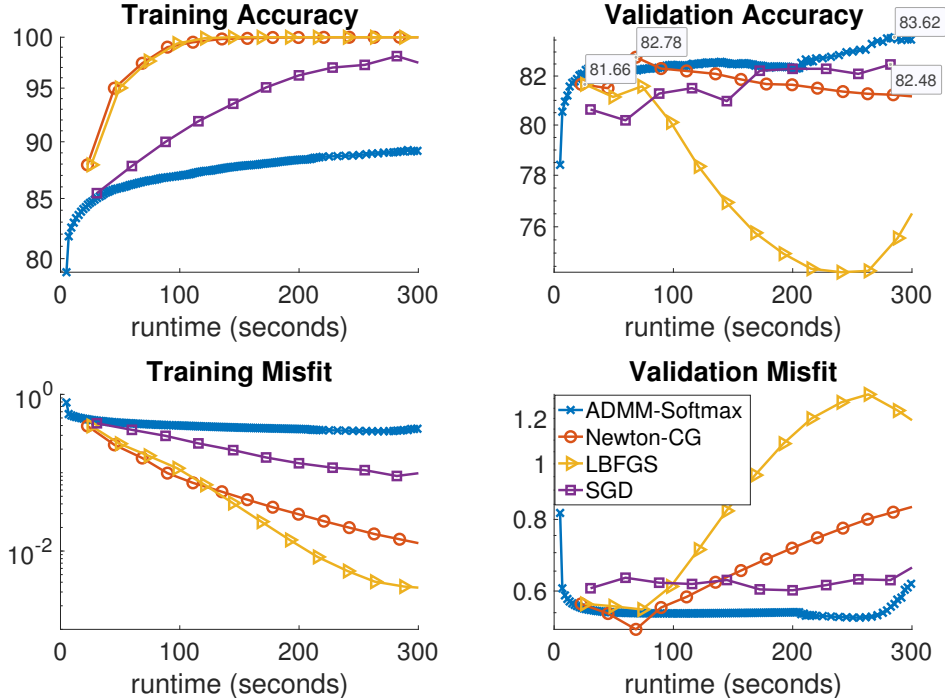 Training Accuracy
100
95
90
85
80
0
100
200
300
runtime (seconds)
Validation Accuracy
83.62
82.78
81.66
82.48
82
80
78
76
0
100
200
300
runtime (seconds)
Training Misfit
10^0
10^-2
0
100
200
300
runtime (seconds)
Validation Misfit
ADMM-Softmax
Newton-CG
LBFGS
SGD
1.2
1
0.8
0.6
0
100
200
300
runtime (seconds)